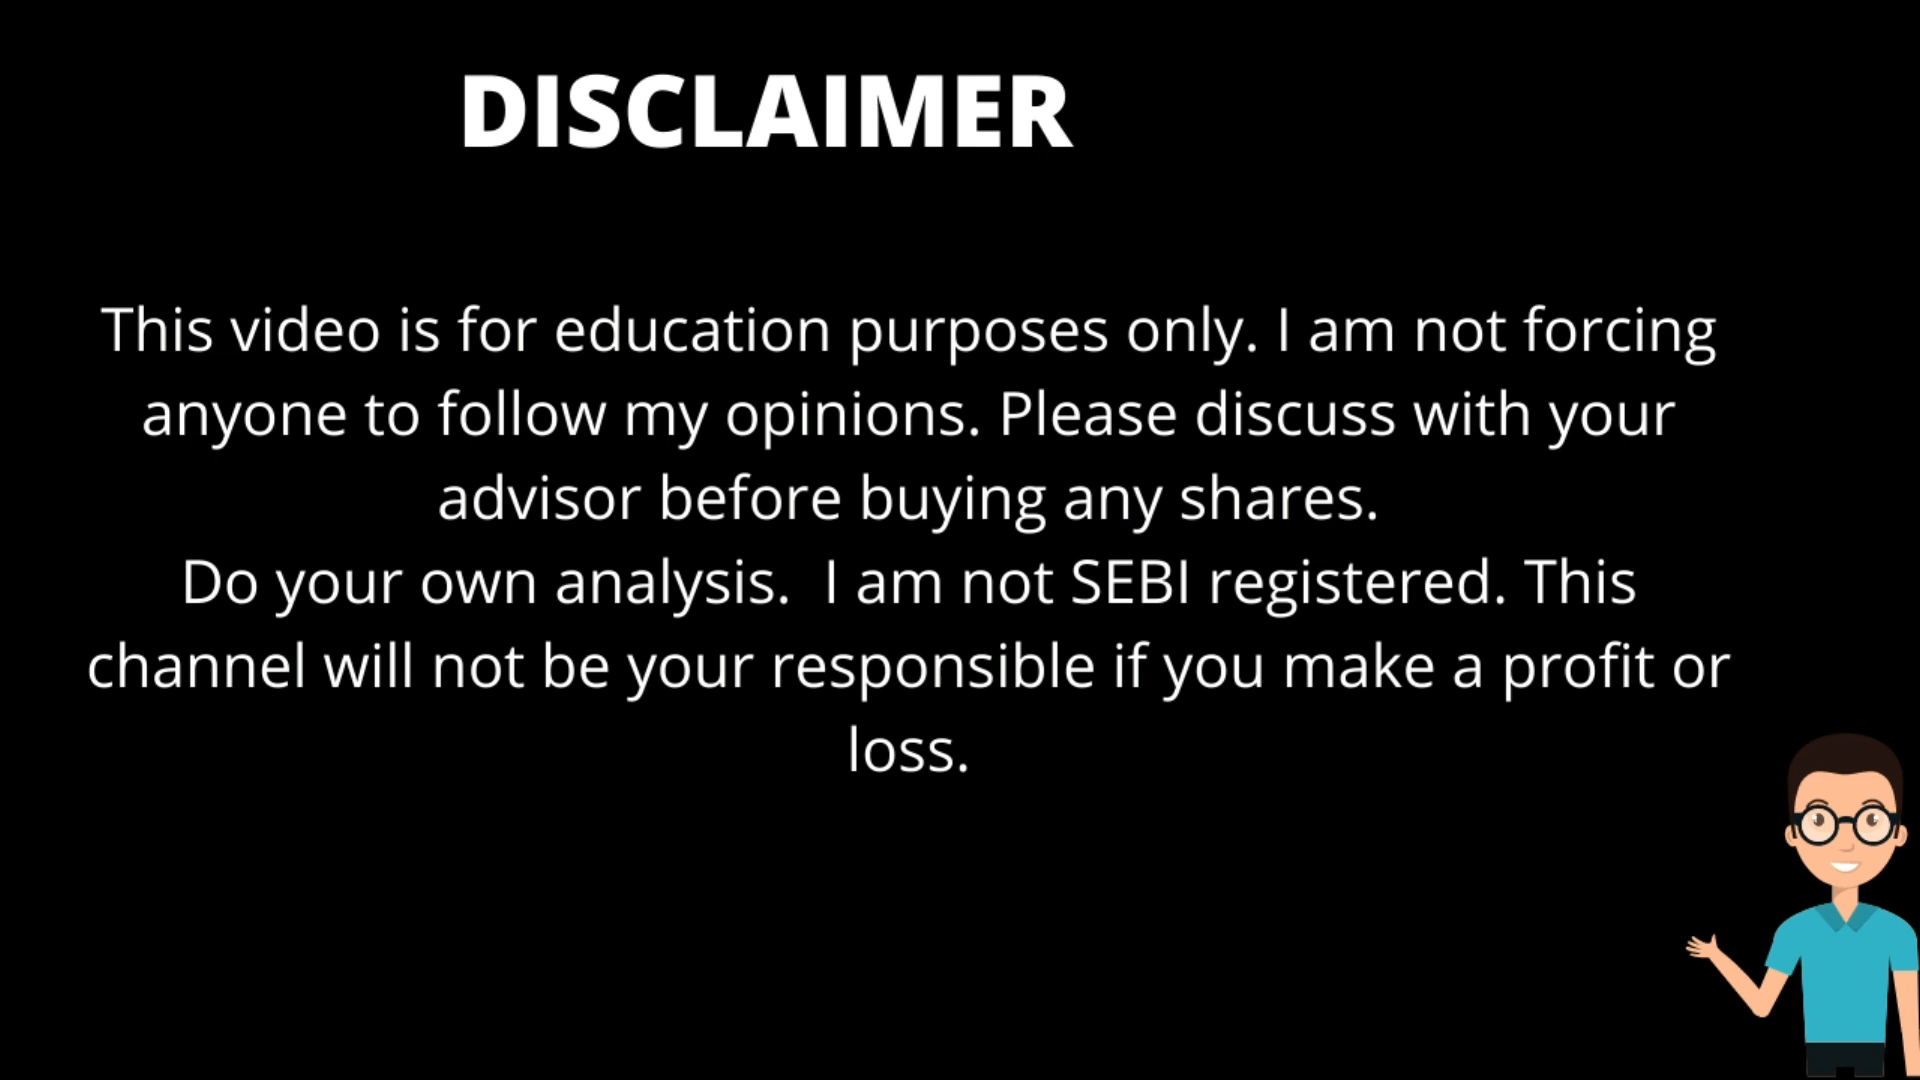 DISCLAIMER
This video is for education purposes only. I am not forcing
anyone to follow my opinions. Please discuss with your
advisor before buying any shares.
Do your own analysis.  I am not SEBI registered. This
channel will not be your responsible if you make a profit or
loss.